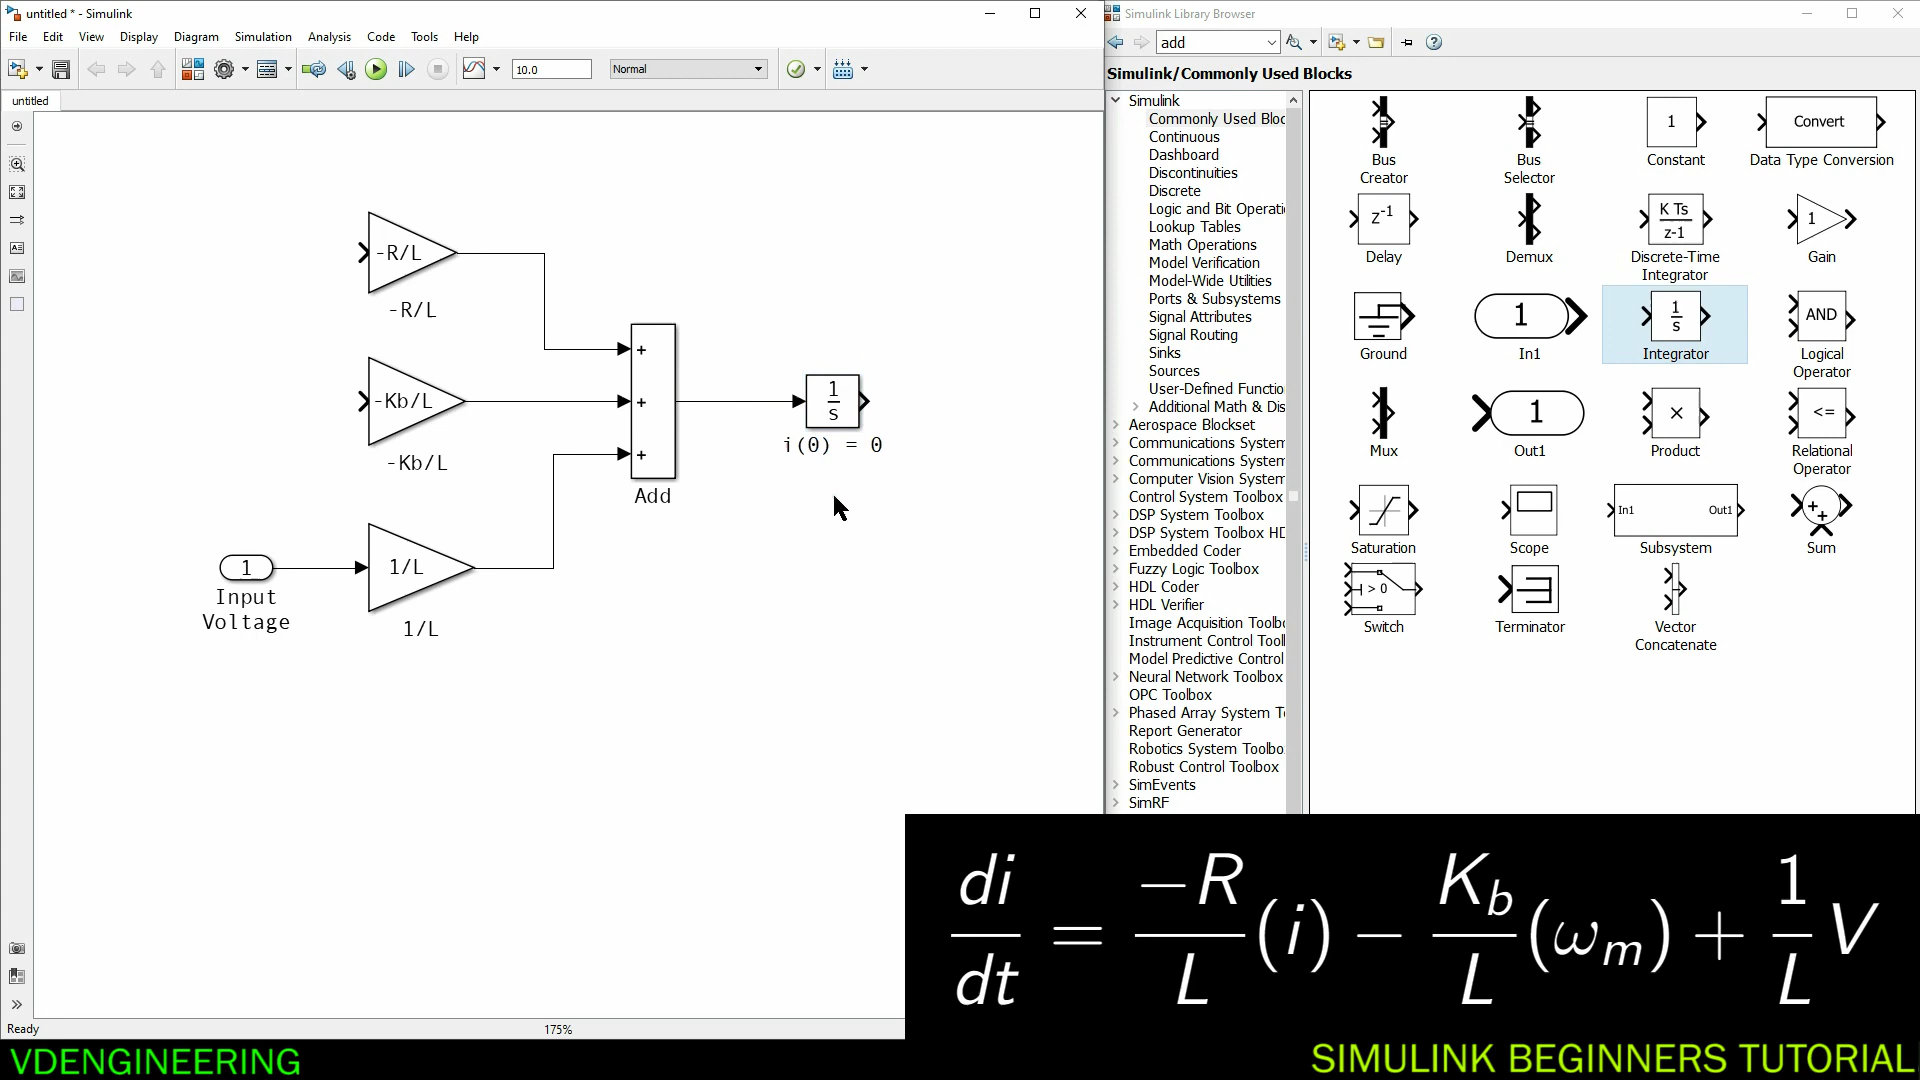 untitled * - Simulink
File Edit View Display Diagram Simulation Analysis Code Tools Help
10.0 Normal
untitled
-R/L
-R/L
-Kb/L
-Kb/L
1
Input
Voltage
1/L
1/L
+
+
+
Add
1
s
i(0) = 0
Ready 175%
Simulink Library Browser
add
Simulink/Commonly Used Blocks
Simulink
Commonly Used Bloc
Continuous
Dashboard
Discontinuities
Discrete
Logic and Bit Operati
Lookup Tables
Math Operations
Model Verification
Model-Wide Utilities
Ports & Subsystems
Signal Attributes
Signal Routing
Sinks
Sources
User-Defined Functio
Additional Math & Dis
Aerospace Blockset
Communications System
Communications System
Computer Vision System
Control System Toolbox
DSP System Toolbox
DSP System Toolbox HD
Embedded Coder
Fuzzy Logic Toolbox
HDL Coder
HDL Verifier
Image Acquisition Toolbo
Instrument Control Tool
Model Predictive Control
Neural Network Toolbox
OPC Toolbox
Phased Array System T
Report Generator
Robotics System Toolbo
Robust Control Toolbox
SimEvents
SimRF
Bus
Creator
Bus
Selector
1
Constant
Convert
Data Type Conversion
Z-1
Delay
Demux
K Ts
z-1
Discrete-Time
Integrator
1
Gain
Ground
1
In1
1
s
Integrator
AND
Logical
Operator
Mux
1
Out1
×
Product
<=
Relational
Operator
Saturation
Scope
In1 Out1
Subsystem
+
+
Sum
> 0
Switch
Terminator
Vector
Concatenate
di/dt = -R/L (i) − Kb/L (ωm) + 1/L V
VDENGINEERING
SIMULINK BEGINNERS TUTORIAL